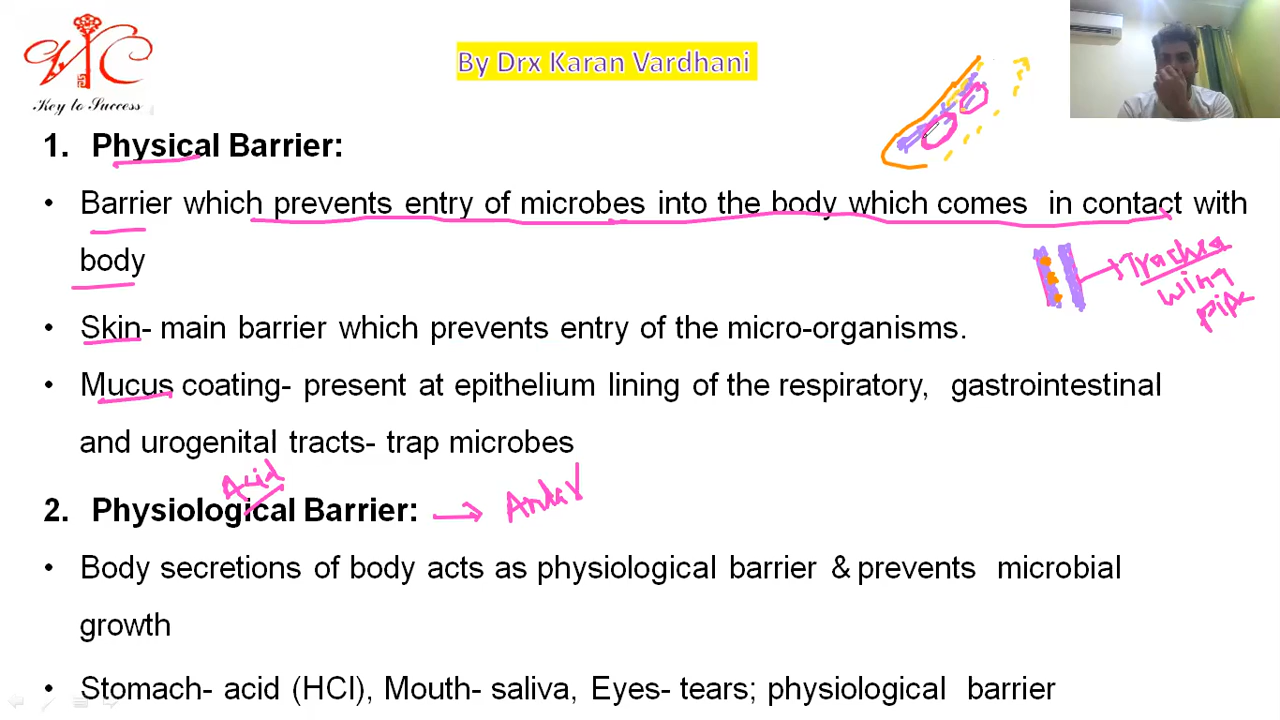 Key to Success
By Drx Karan Vardhani
1. Physical Barrier:
• Barrier which prevents entry of microbes into the body which comes in contact with
body
Trachea
wing
pipe
• Skin- main barrier which prevents entry of the micro-organisms.
• Mucus coating- present at epithelium lining of the respiratory, gastrointestinal
and urogenital tracts- trap microbes
Acid
2. Physiological Barrier: → Andar
• Body secretions of body acts as physiological barrier & prevents microbial
growth
• Stomach- acid (HCl), Mouth- saliva, Eyes- tears; physiological barrier